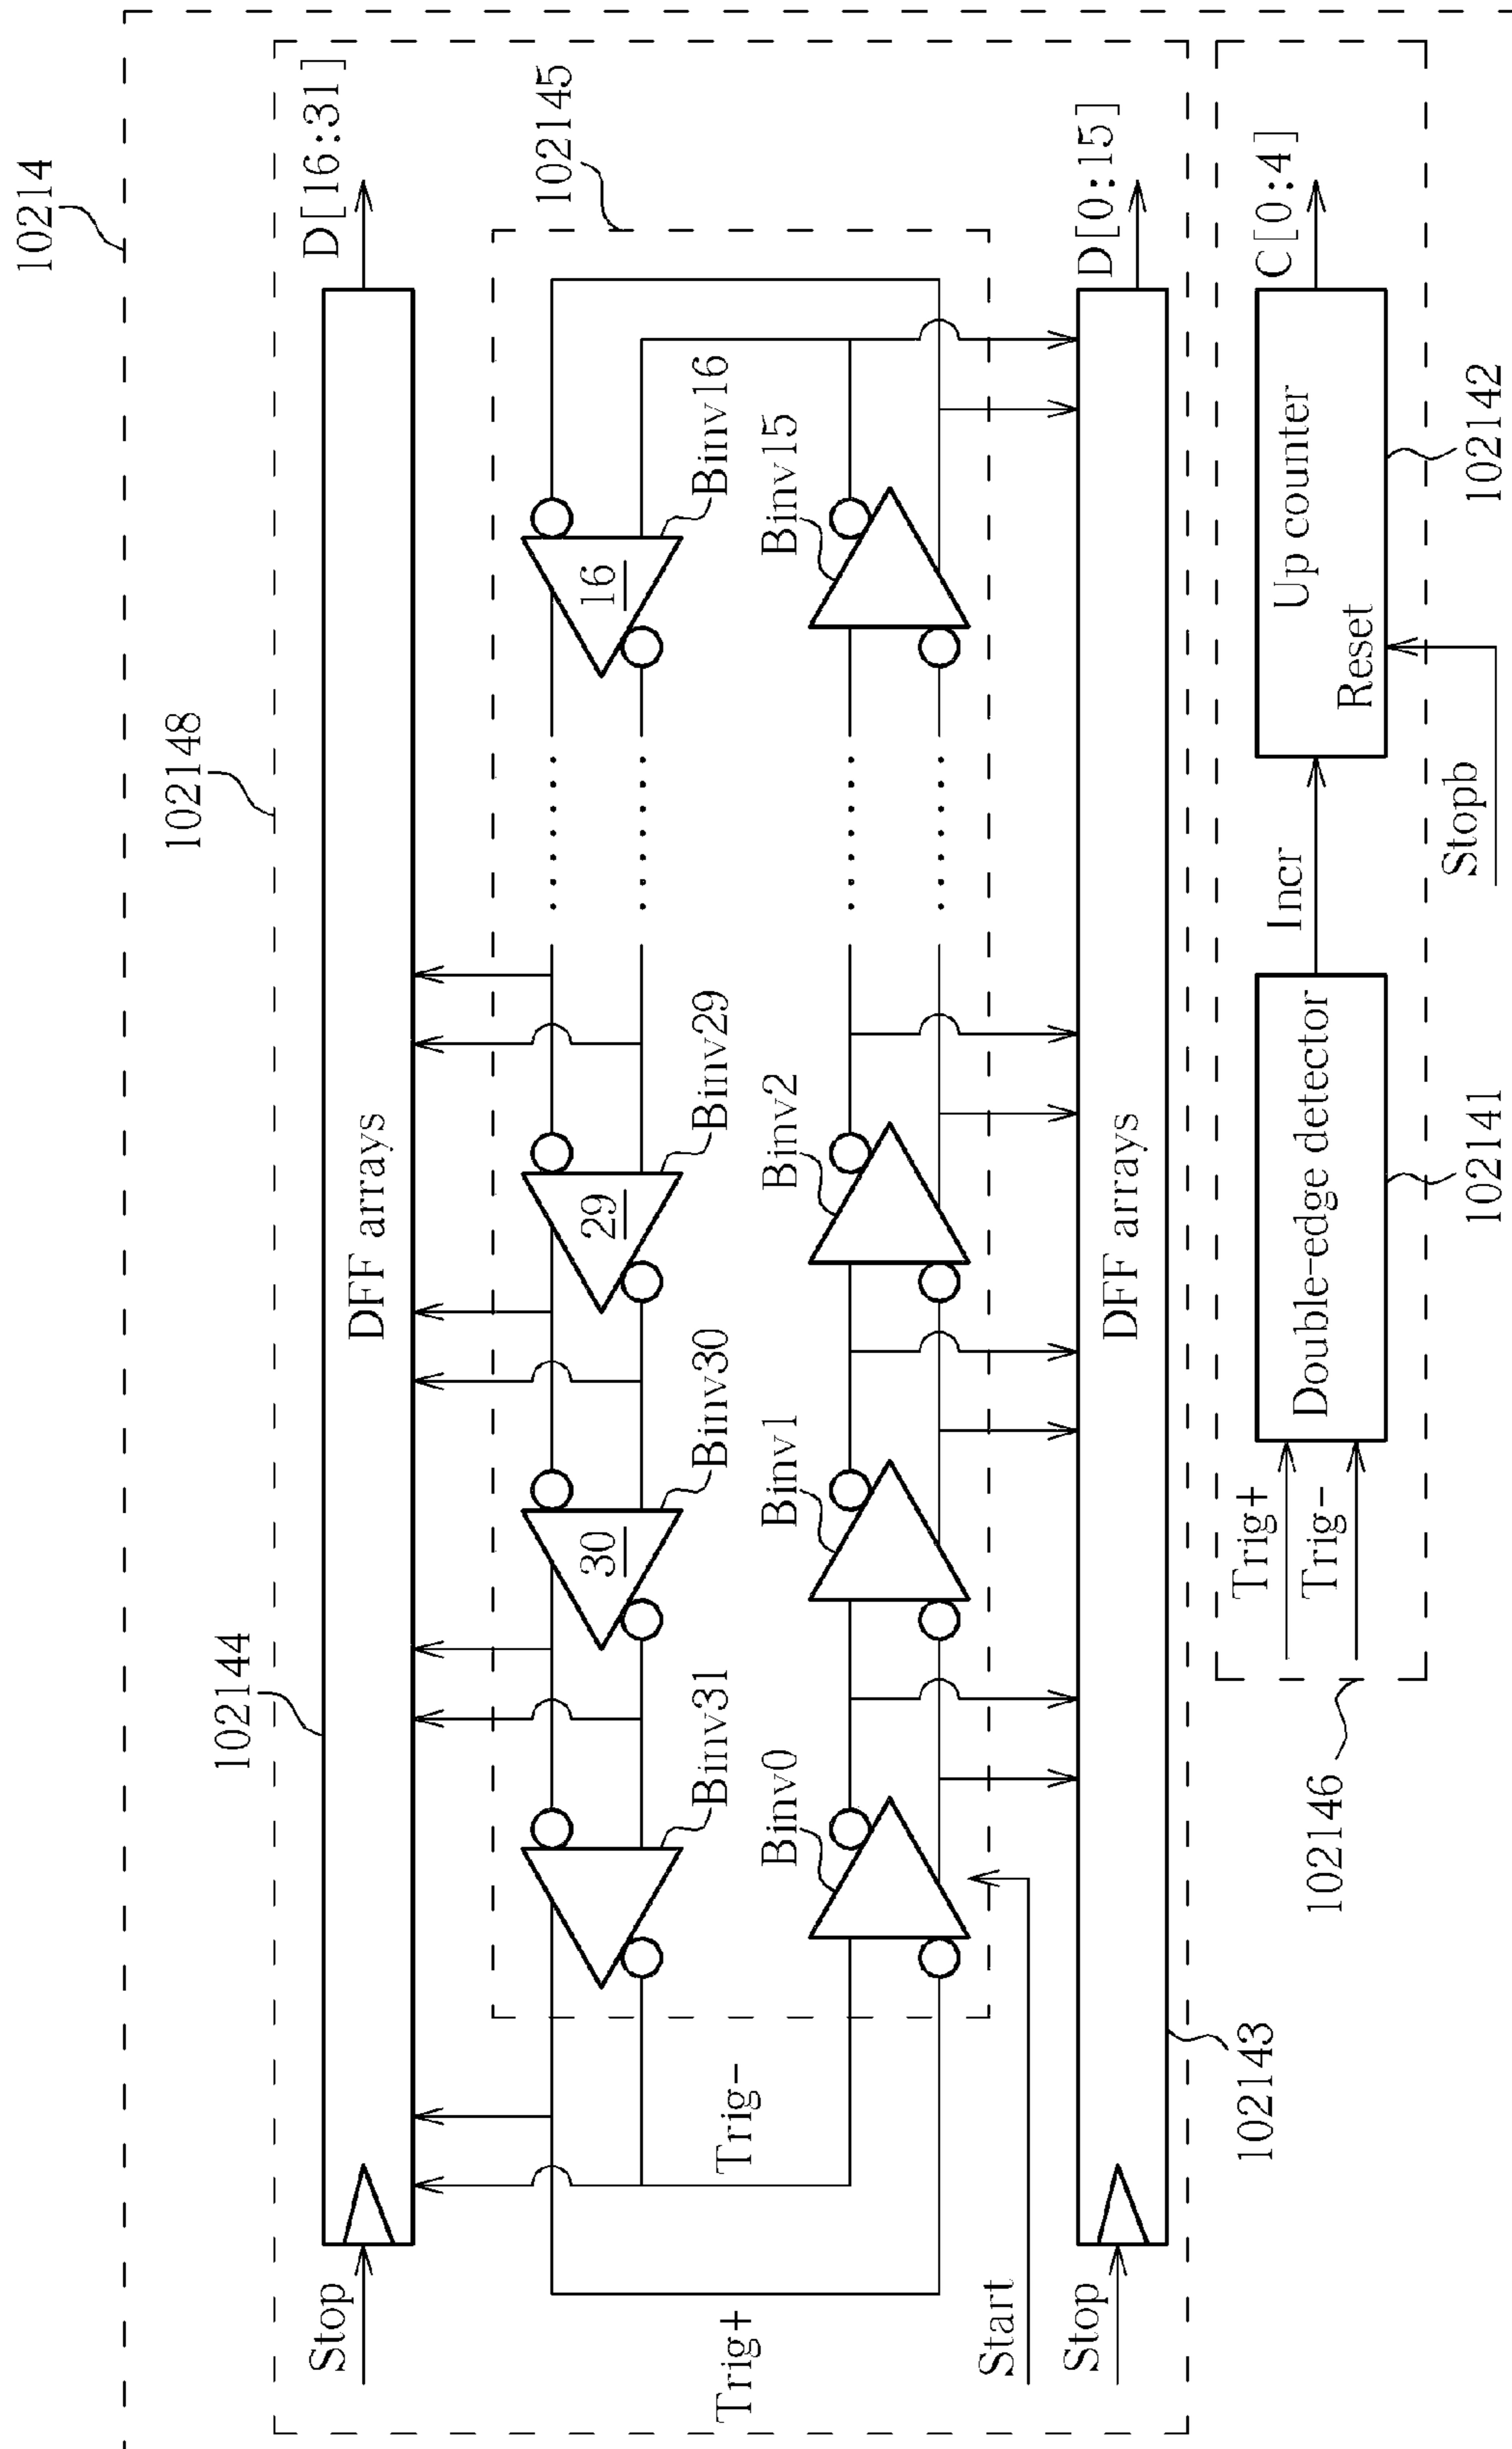 10214
102148
102144
D[16:31]
Stop
DFF arrays
102145
Binv31
30
Binv30
29
Binv29
16
Binv16
Trig+
Trig-
Binv0
Binv1
Binv2
Binv15
Start
Stop
DFF arrays
D[0:15]
102143
102146
Trig+
Trig-
Double-edge detector
Incr
Up counter
Reset
C[0:4]
102141
Stopb
102142